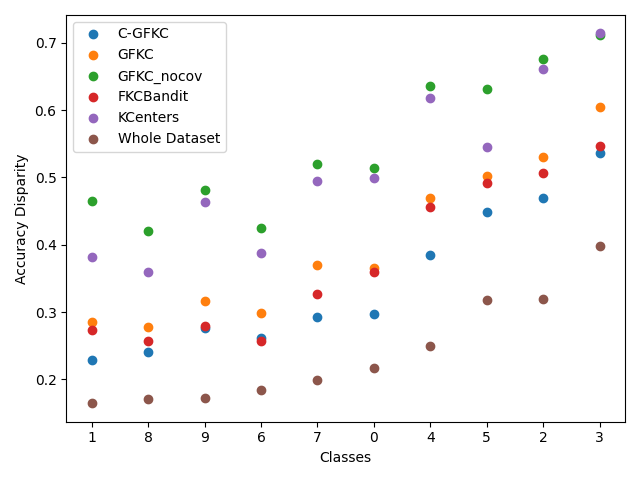 C-GFKC
GFKC
GFKC_nocov
FKCBandit
KCenters
Whole Dataset
Accuracy Disparity
0.7
0.6
0.5
0.4
0.3
0.2
1 8 9 6 7 0 4 5 2 3
Classes